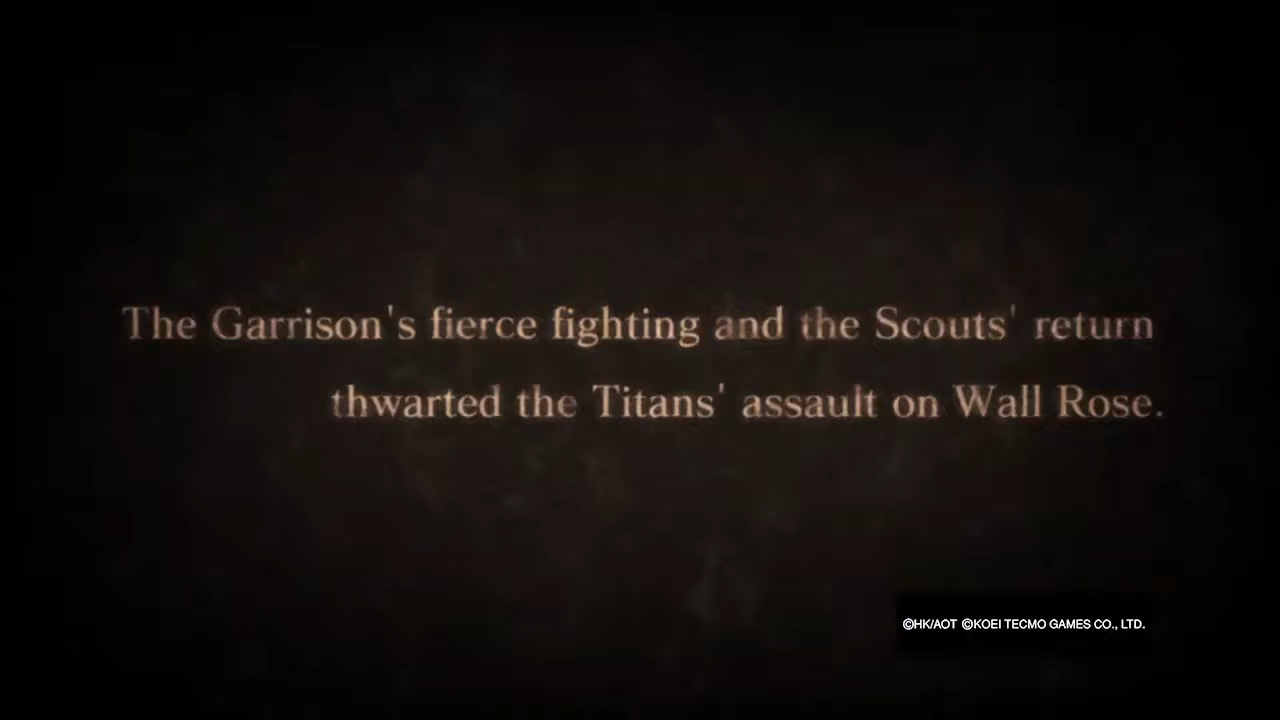 The Garrison's fierce fighting and the Scouts' return
thwarted the Titans' assault on Wall Rose.
©HK/AOT ©KOEI TECMO GAMES CO., LTD.